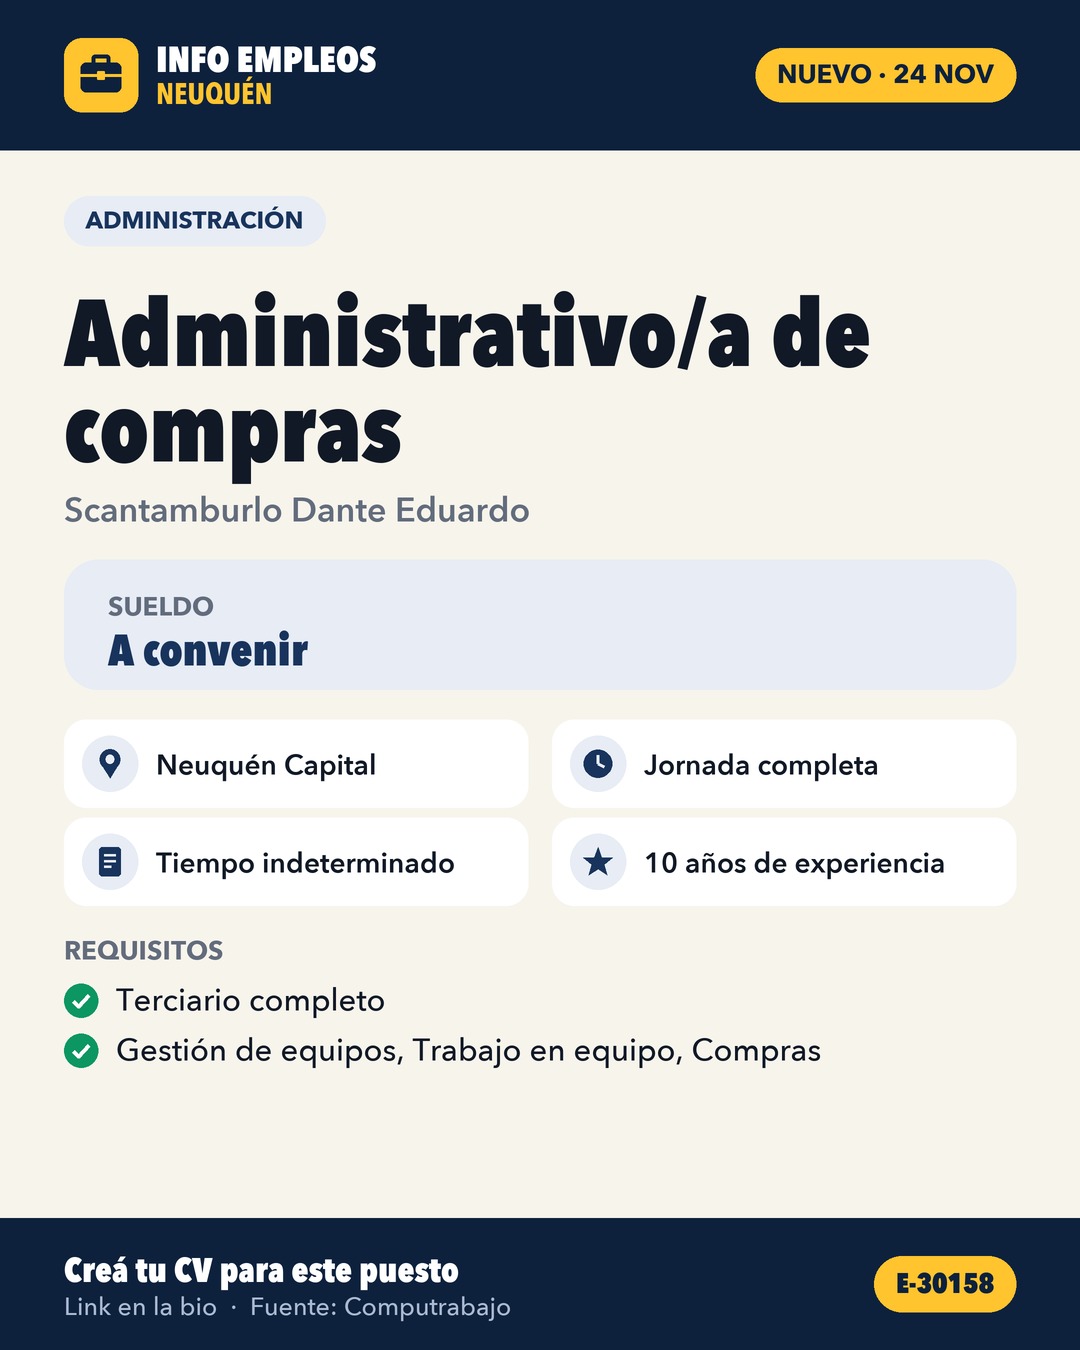 INFO EMPLEOS
NEUQUÉN
NUEVO · 24 NOV
ADMINISTRACIÓN
Administrativo/a de
compras
Scantamburlo Dante Eduardo
SUELDO
A convenir
Neuquén Capital
Jornada completa
Tiempo indeterminado
10 años de experiencia
REQUISITOS
Terciario completo
Gestión de equipos, Trabajo en equipo, Compras
Creá tu CV para este puesto
Link en la bio · Fuente: Computrabajo
E-30158